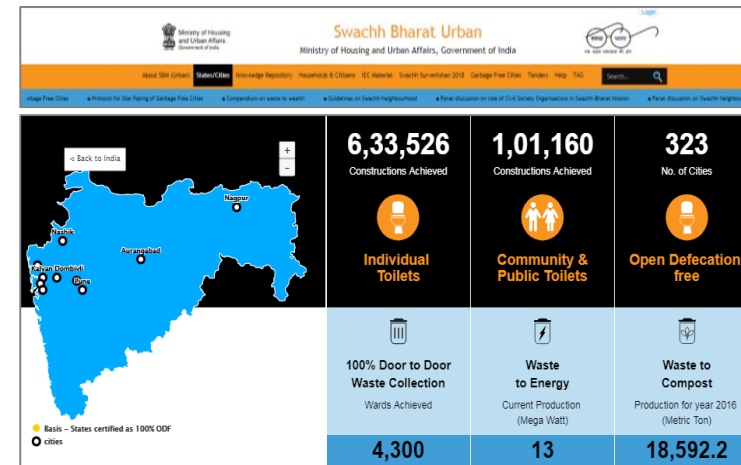 Login
Ministry of Housing
and Urban Affairs
Government of India
Swachh Bharat Urban
Ministry of Housing and Urban Affairs, Government of India
About SBM (Urban) States/Cities Knowledge Repository Households & Citizens IEC Material Swachh Survekshan 2018 Garbage Free Cities Tenders Help TAG Search...
Free Cities Protocol for Star Rating of Garbage Free Cities Compendium on waste to wealth Guidelines on Swachh Neighbourhood Panel discussion on role of Civil Society Organisations in Swachh Bharat Mission Panel discussion on Swachh
< Back to India
+
-
Nagpur
Nashik
Aurangabad
Kalyan Dombivli
Pune
Basis - States certified as 100% ODF
cities
6,33,526
Constructions Achieved
Individual
Toilets
1,01,160
Constructions Achieved
Community &
Public Toilets
323
No. of Cities
Open Defecation
free
100% Door to Door
Waste Collection
Wards Achieved
4,300
Waste
to Energy
Current Production
(Mega Watt)
13
Waste to
Compost
Production for year 2016
(Metric Ton)
18,592.2